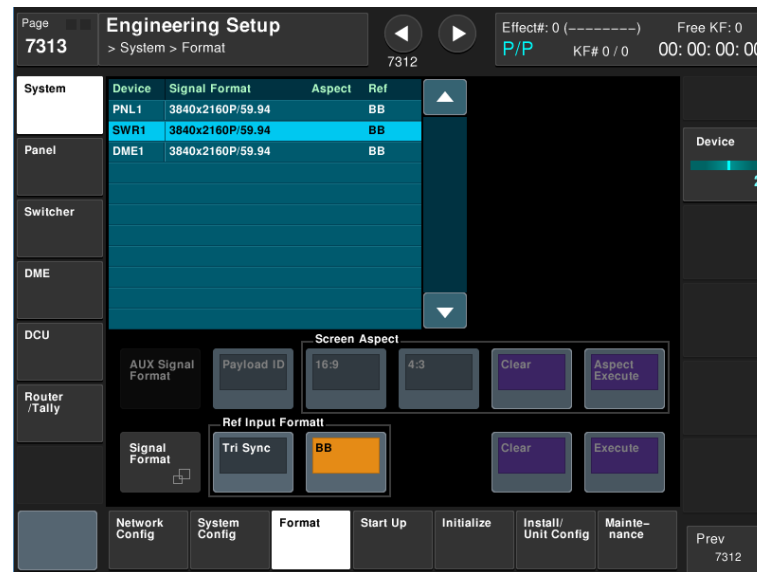 Page
7313
Engineering Setup
> System > Format
7312
Effect#: 0 (--------)
P/P KF# 0 / 0
Free KF: 0
00: 00: 00: 00
System
Panel
Switcher
DME
DCU
Router
/Tally
Device Signal Format Aspect Ref
PNL1 3840x2160P/59.94 BB
SWR1 3840x2160P/59.94 BB
DME1 3840x2160P/59.94 BB
Device
2
Screen Aspect
AUX Signal
Format
Payload ID
16:9
4:3
Clear
Aspect
Execute
Ref Input Formatt
Signal
Format
Tri Sync
BB
Clear
Execute
Network
Config
System
Config
Format
Start Up
Initialize
Install/
Unit Config
Mainte–
nance
Prev
7312